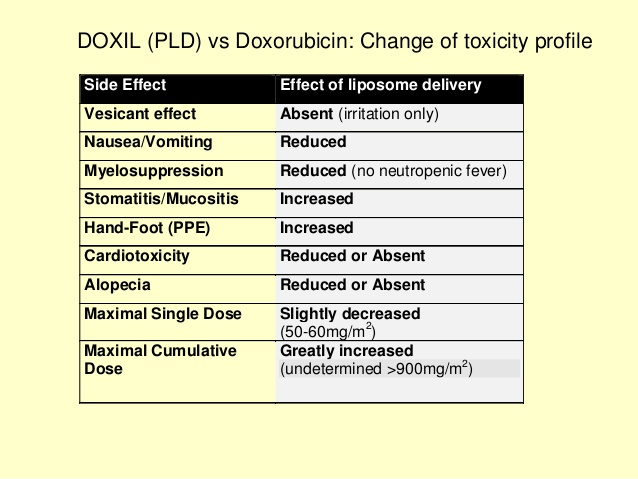 DOXIL (PLD) vs Doxorubicin: Change of toxicity profile
Side Effect Effect of liposome delivery
Vesicant effect Absent (irritation only)
Nausea/Vomiting Reduced
Myelosuppression Reduced (no neutropenic fever)
Stomatitis/Mucositis Increased
Hand-Foot (PPE) Increased
Cardiotoxicity Reduced or Absent
Alopecia Reduced or Absent
Maximal Single Dose Slightly decreased
(50-60mg/m²)
Maximal Cumulative Greatly increased
Dose (undetermined >900mg/m²)